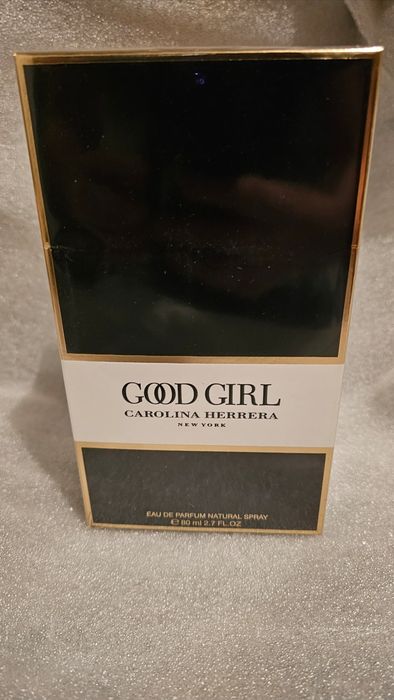 GOOD GIRL
CAROLINA HERRERA
NEW YORK
EAU DE PARFUM NATURAL SPRAY
℮ 80 ml 2.7 FL.OZ